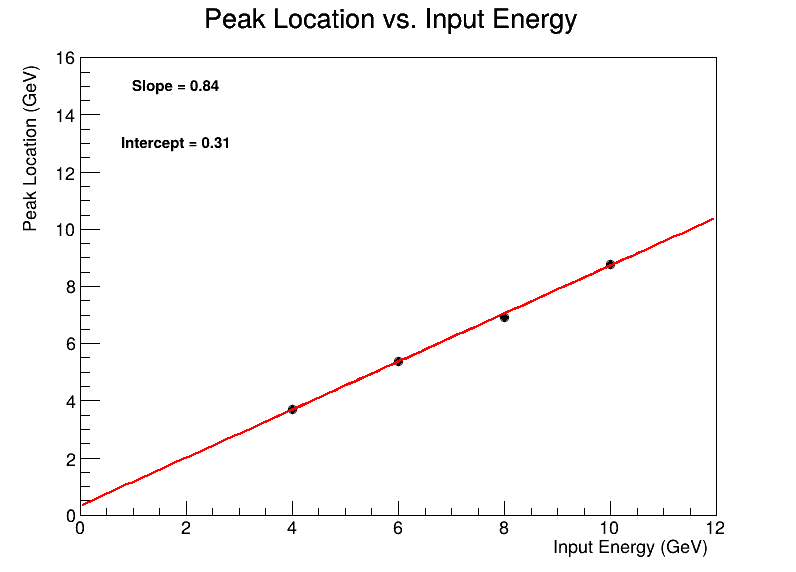 Peak Location vs. Input Energy
Peak Location (GeV)
16
14
12
10
8
6
4
2
0
Slope = 0.84
Intercept = 0.31
0 2 4 6 8 10 12
Input Energy (GeV)